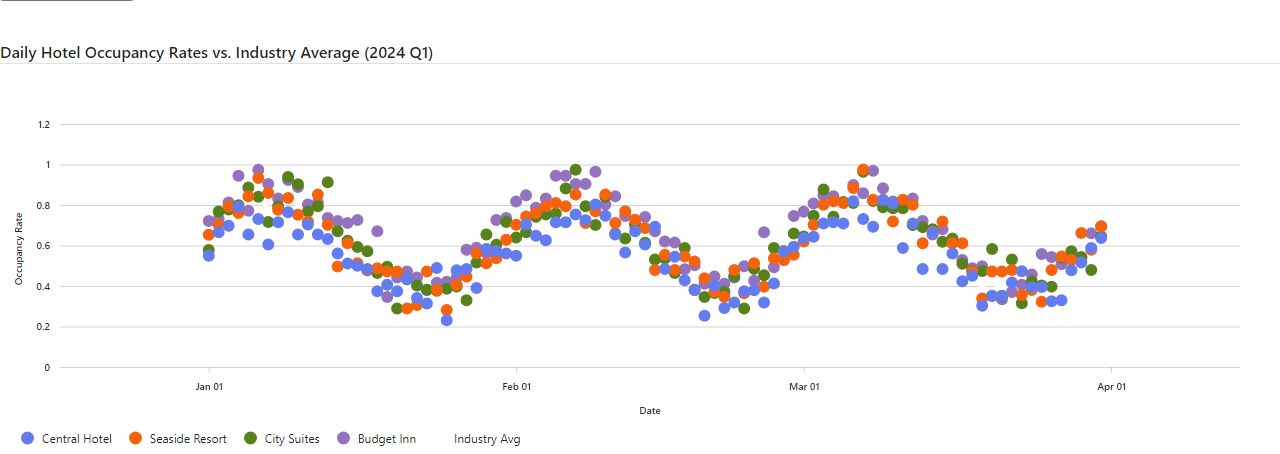 Daily Hotel Occupancy Rates vs. Industry Average (2024 Q1)
1.2
1
0.8
0.6
0.4
0.2
0
Occupancy Rate
Jan 01 Feb 01 Mar 01 Apr 01
Date
Central Hotel Seaside Resort City Suites Budget Inn Industry Avg